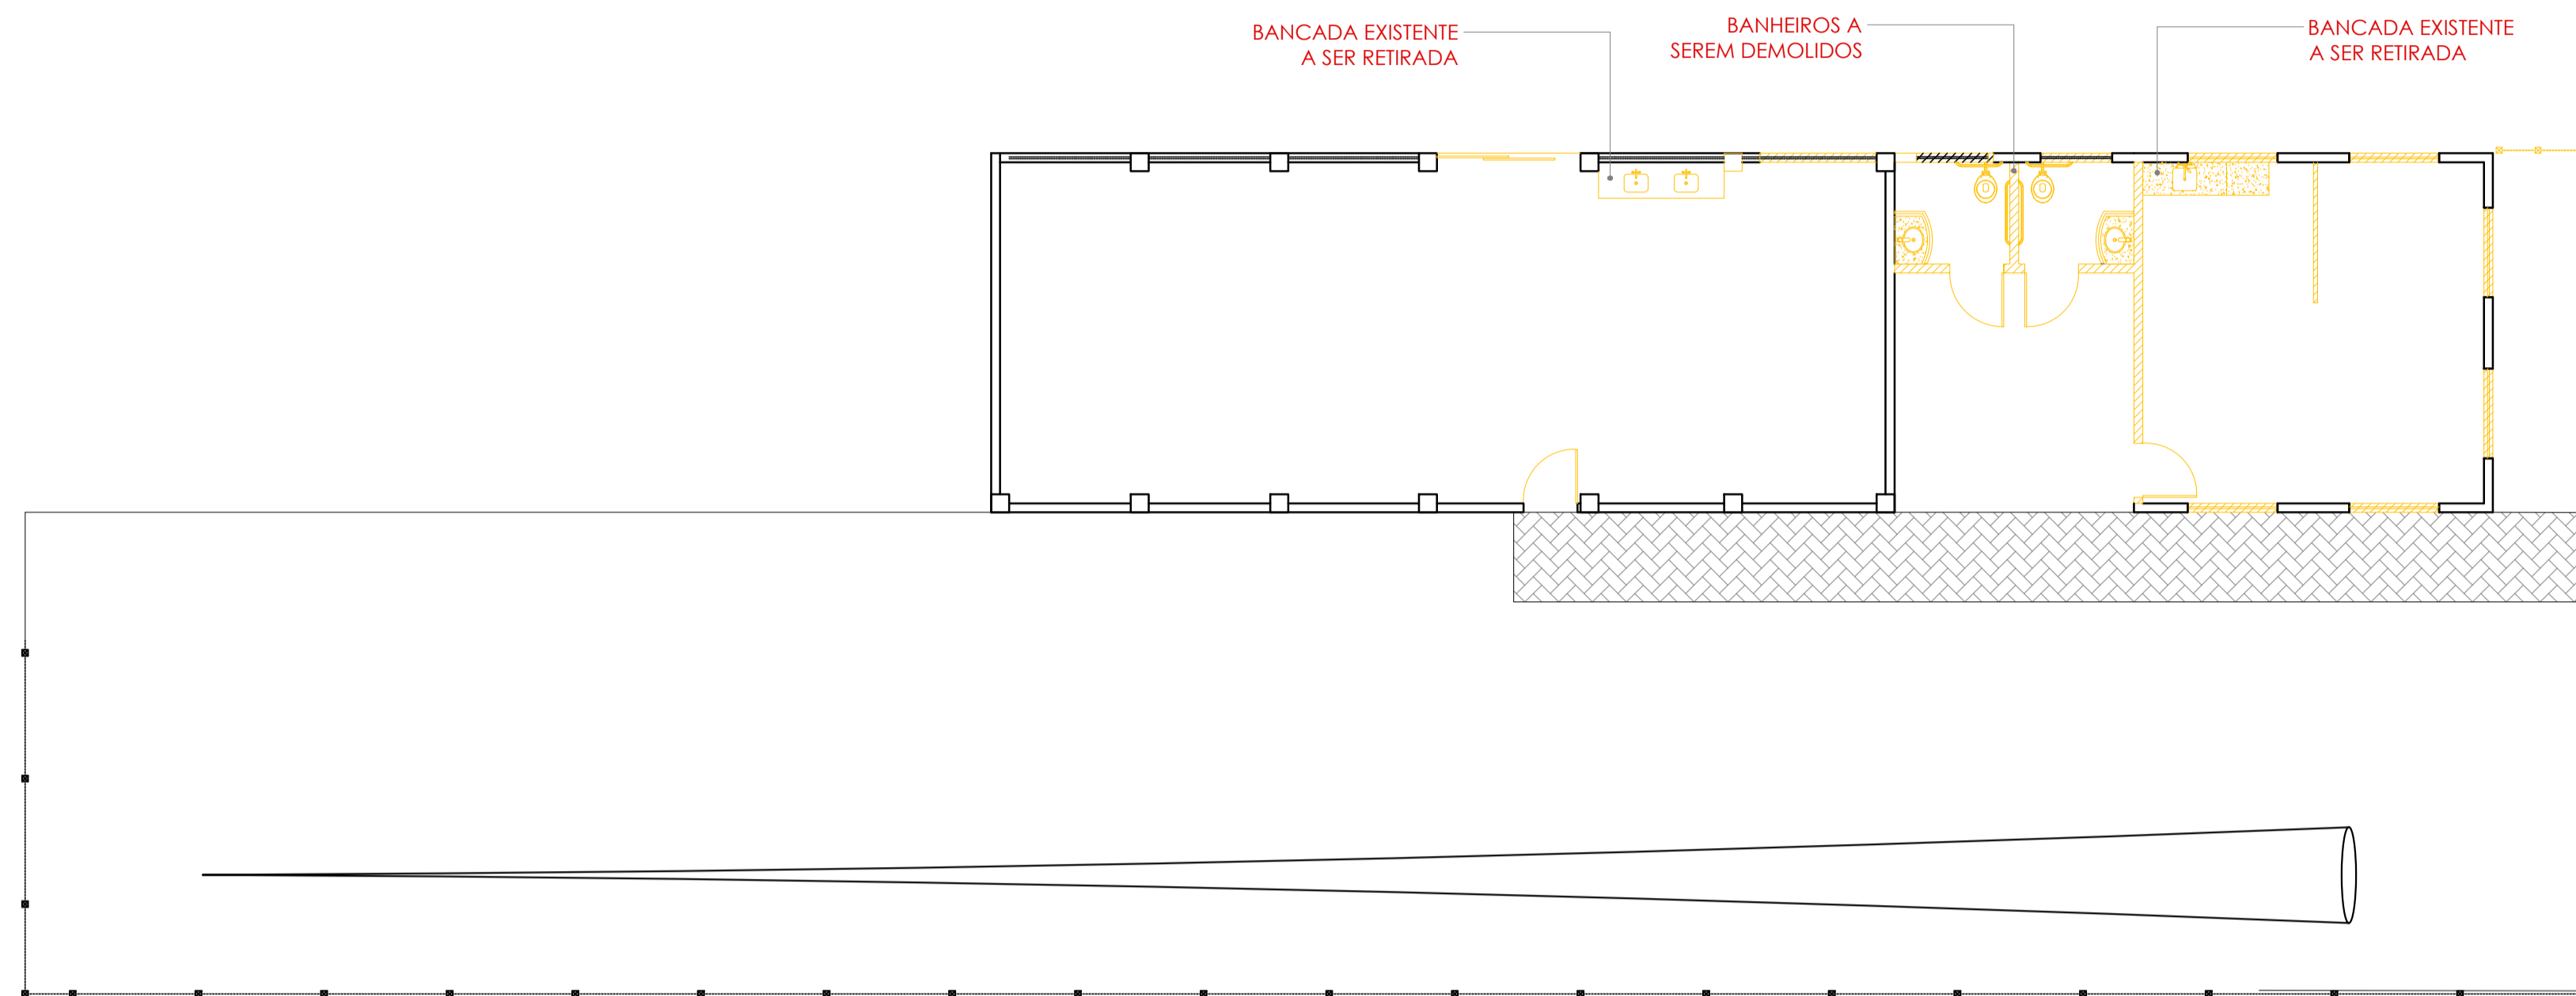 BANCADA EXISTENTE
A SER RETIRADA
BANHEIROS A
SEREM DEMOLIDOS
BANCADA EXISTENTE
A SER RETIRADA